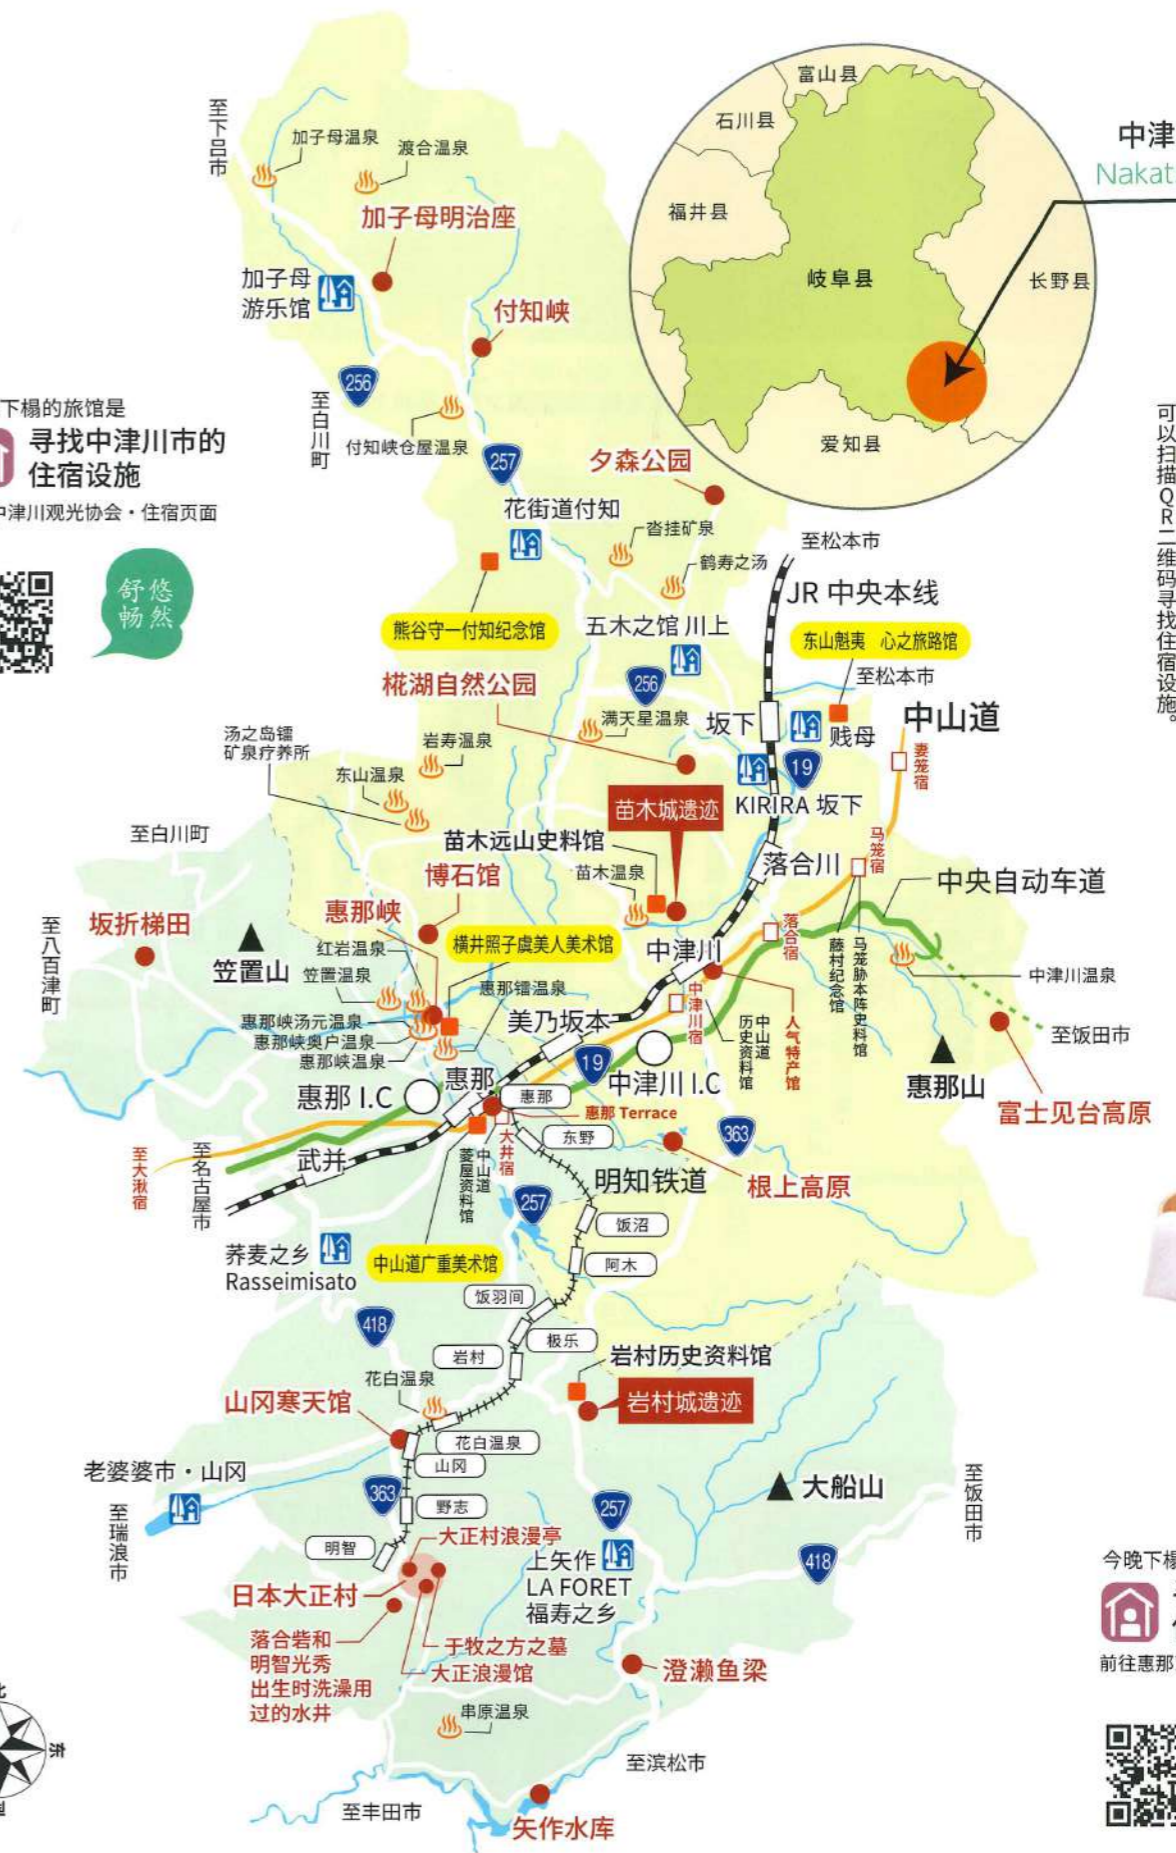 富山县
石川县
福井县
岐阜县
长野县
爱知县
中津
Nakat
至下吕市
加子母温泉
渡合温泉
加子母明治座
加子母
游乐馆
付知峡
256
至白川町
付知峡仓屋温泉
257
下榻的旅馆是
寻找中津川市的
住宿设施
中津川观光协会・住宿页面
舒悠
畅然
可以扫描QR二维码寻找住宿设施。
夕森公园
花街道付知
沓挂矿泉
鹤寿之汤
至松本市
JR 中央本线
熊谷守一付知纪念馆
五木之馆 川上
东山魁夷 心之旅路馆
至松本市
256
椛湖自然公园
满天星温泉
坂下
贱母
中山道
妻笼宿
汤之岛镭
矿泉疗养所
岩寿温泉
东山温泉
19
KIRIRA 坂下
苗木城遗迹
至白川町
苗木远山史料馆
苗木温泉
落合川
马笼宿
中央自动车道
博石馆
惠那峡
坂折梯田
至八百津町
笠置山
红岩温泉
笠置温泉
横井照子虞美人美术馆
惠那镭温泉
中津川
落合宿
藤村纪念馆
马笼胁本阵史料馆
中津川温泉
惠那峡汤元温泉
惠那峡奥户温泉
惠那峡温泉
美乃坂本
中津川宿
中山道
历史资料馆
人气特产馆
至饭田市
惠那山
富士见台高原
惠那 I.C
惠那
19
中津川 I.C
惠那
惠那 Terrace
东野
363
根上高原
至大湫宿
至名古屋市
武并
大井宿
中山道
菱屋资料馆
257
明知铁道
饭沼
阿木
荞麦之乡
Rasseimisato
中山道广重美术馆
饭羽间
418
极乐
岩村
岩村历史资料馆
岩村城遗迹
花白温泉
山冈寒天馆
花白温泉
山冈
老婆婆市・山冈
363
野志
至瑞浪市
明智
大正村浪漫亭
257
大船山
至饭田市
418
上矢作
LA FORET
福寿之乡
日本大正村
落合砦和
明智光秀
出生时洗澡用
过的水井
于牧之方之墓
大正浪漫馆
澄濑鱼梁
串原温泉
至滨松市
至丰田市
矢作水库
今晚下榻
前往惠那
东